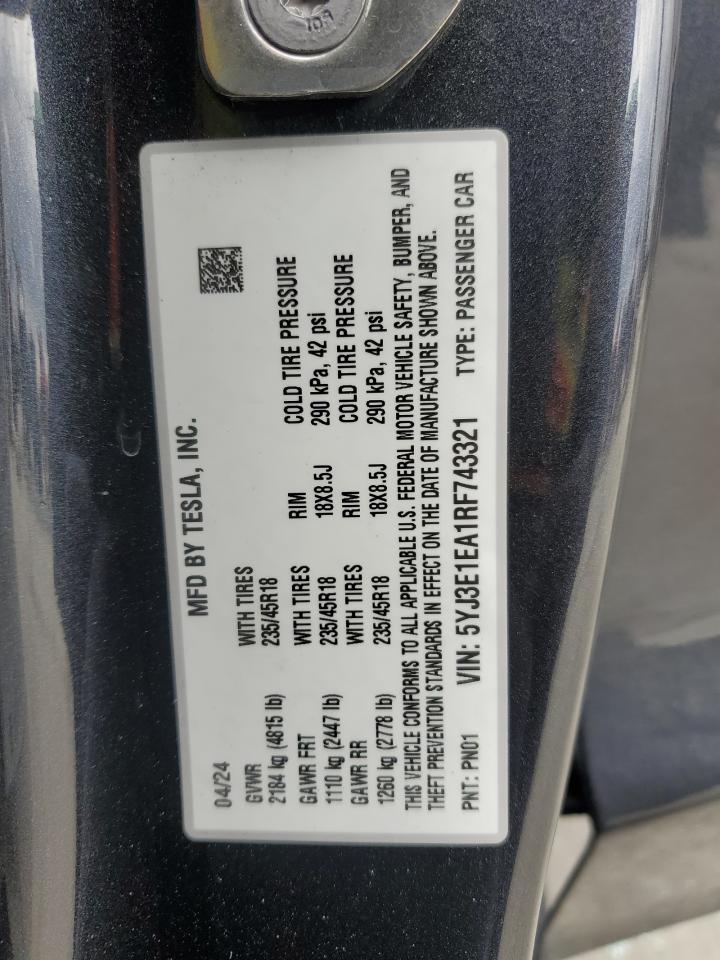 109
MFD BY TESLA, INC.
04/24
GVWR WITH TIRES
2184 kg (4815 lb) 235/45R18
GAWR FRT WITH TIRES RIM COLD TIRE PRESSURE
1110 kg (2447 lb) 235/45R18 18X8.5J 290 kPa, 42 psi
GAWR RR WITH TIRES RIM COLD TIRE PRESSURE
1260 kg (2778 lb) 235/45R18 18X8.5J 290 kPa, 42 psi
THIS VEHICLE CONFORMS TO ALL APPLICABLE U.S. FEDERAL MOTOR VEHICLE SAFETY, BUMPER, AND
THEFT PREVENTION STANDARDS IN EFFECT ON THE DATE OF MANUFACTURE SHOWN ABOVE.
PNT: PN01 VIN: 5YJ3E1EA1RF743321 TYPE: PASSENGER CAR